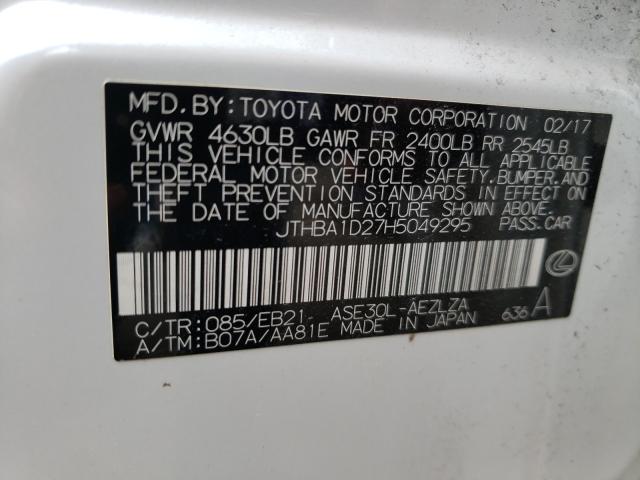 MFD. BY: TOYOTA MOTOR CORPORATION 02/17
GVWR 4630LB GAWR FR 2400LB RR 2545LB
THIS VEHICLE CONFORMS TO ALL APPLICABLE
FEDERAL MOTOR VEHICLE SAFETY, BUMPER, AND
THEFT PREVENTION STANDARDS IN EFFECT ON
THE DATE OF MANUFACTURE SHOWN ABOVE.
JTHBA1D27H5049295 PASS. CAR
C/TR: 085/EB21 ASE30L-AEZLZA
A/TM: B07A/AA81E MADE IN JAPAN 636 A